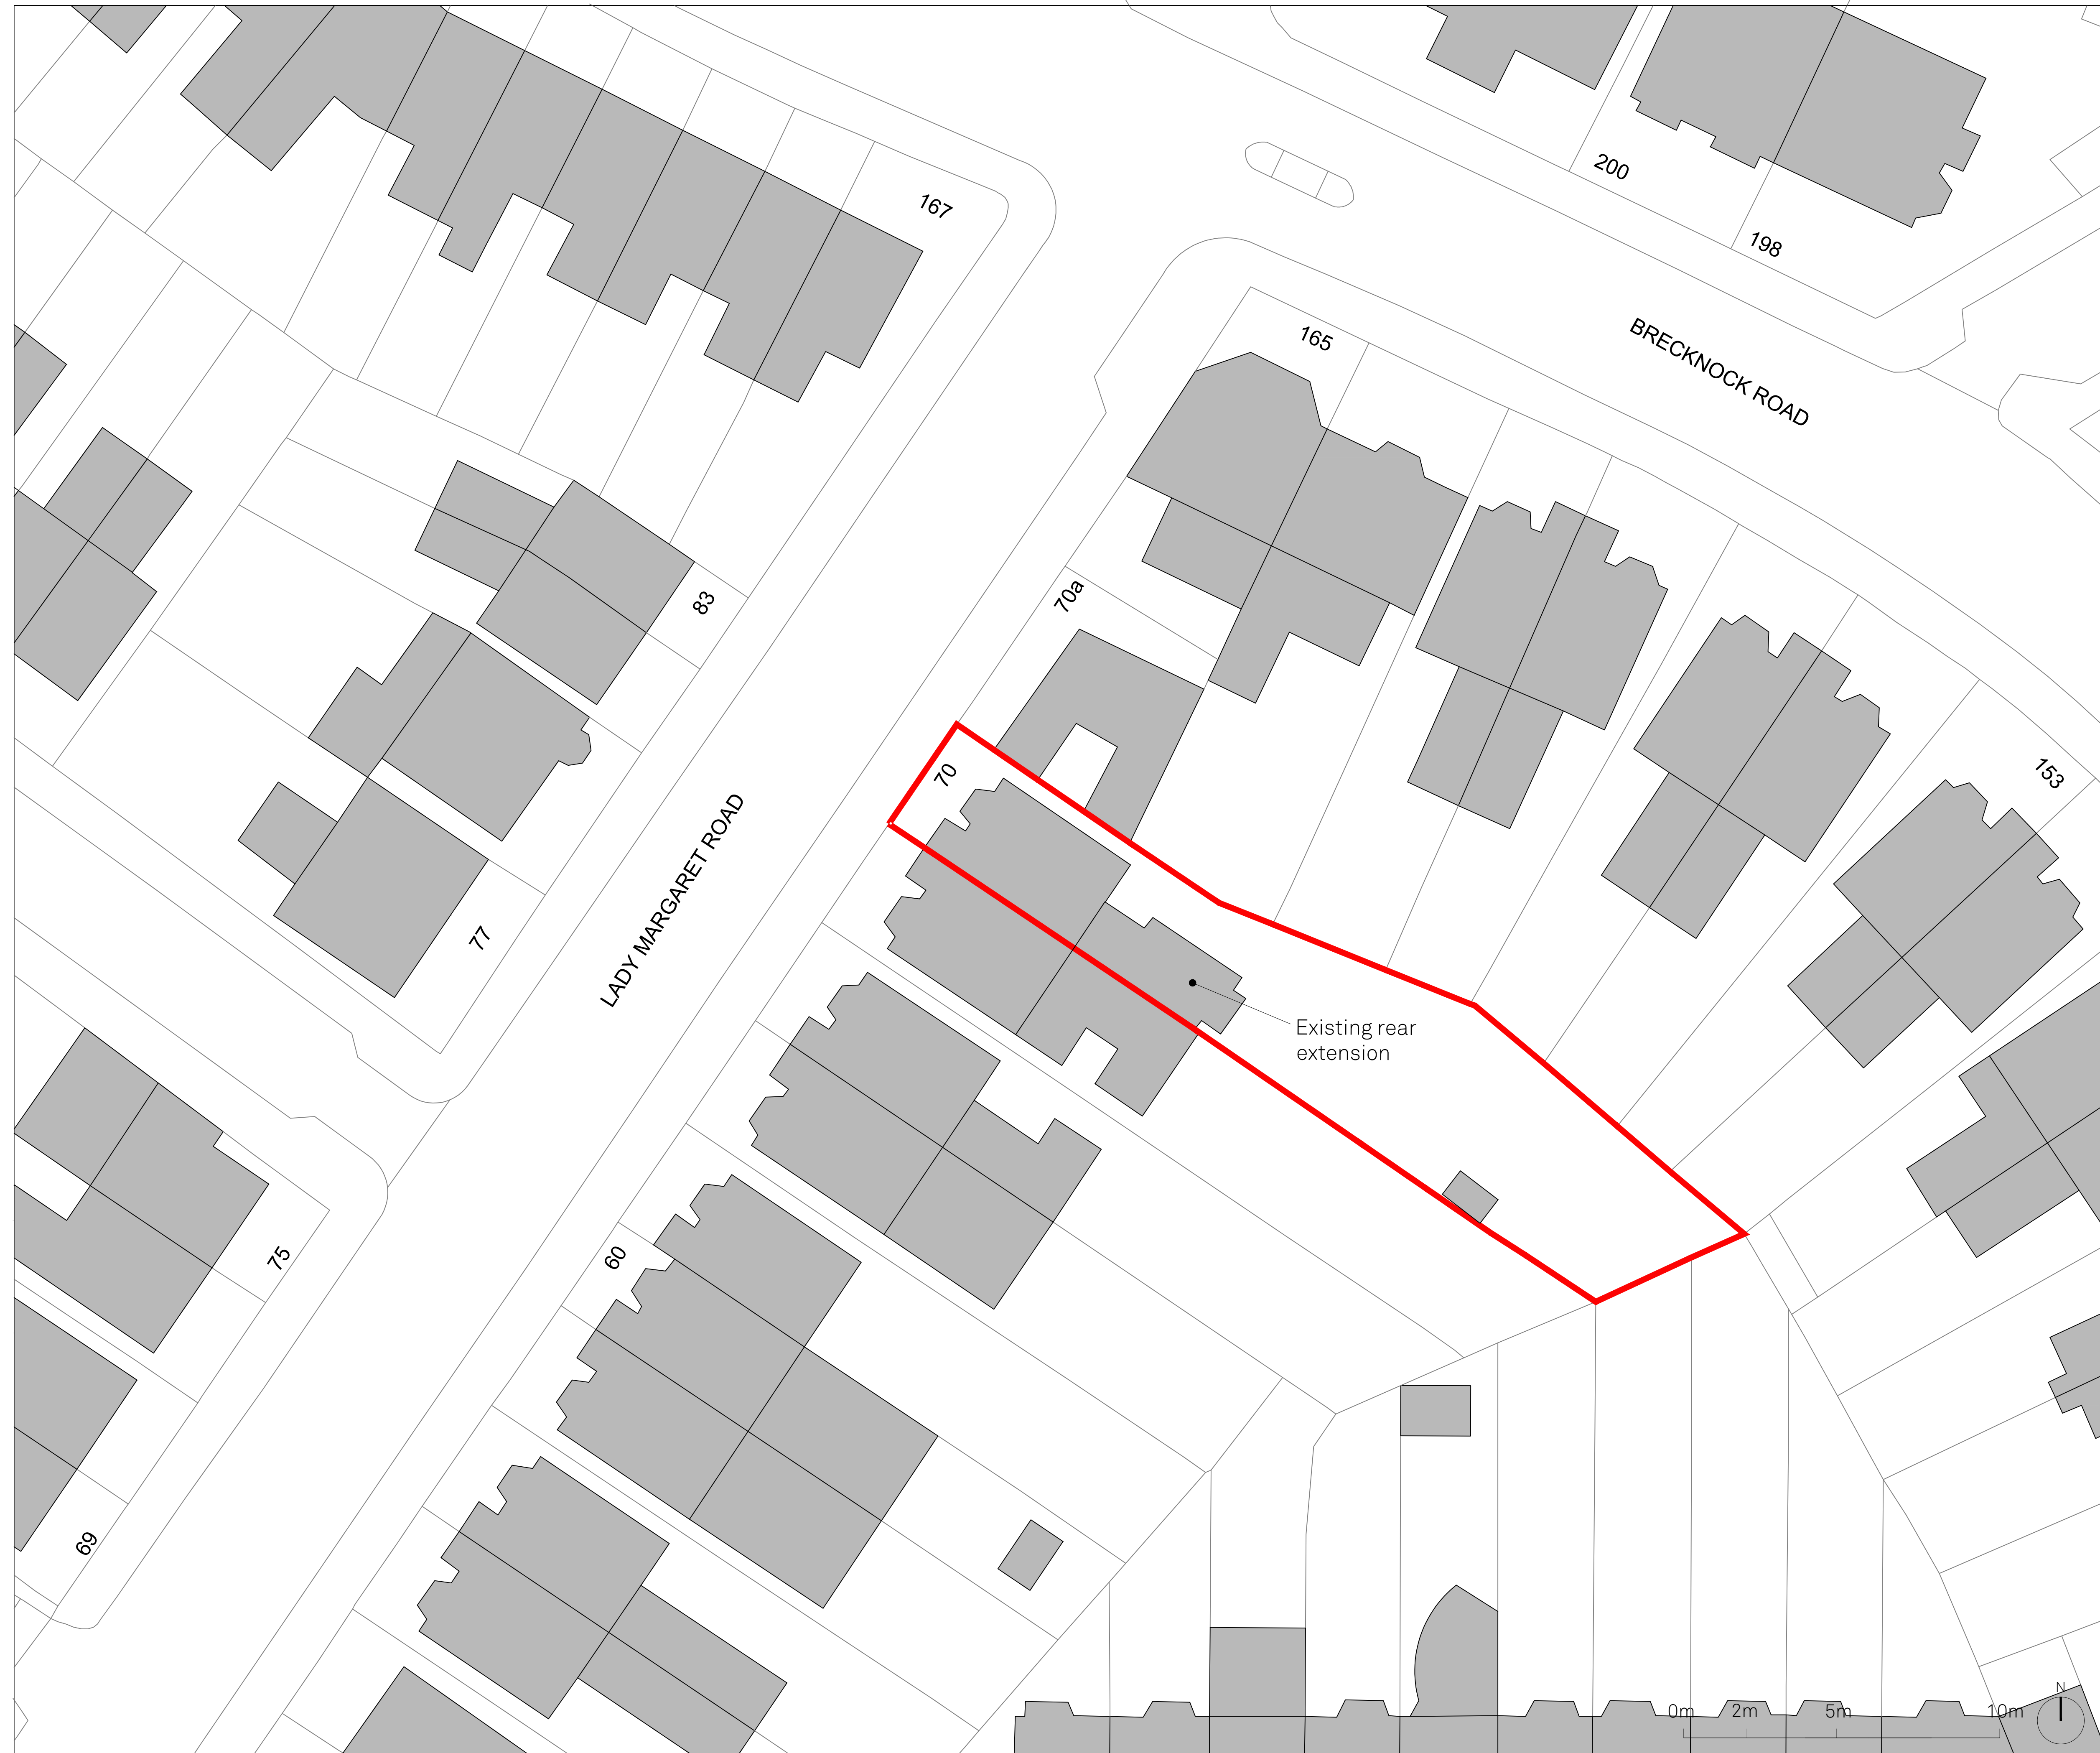 167
200
198
165
BRECKNOCK ROAD
83
70a
153
70
LADY MARGARET ROAD
77
Existing rear
extension
60
75
69
0m 2m 5m 10m
N